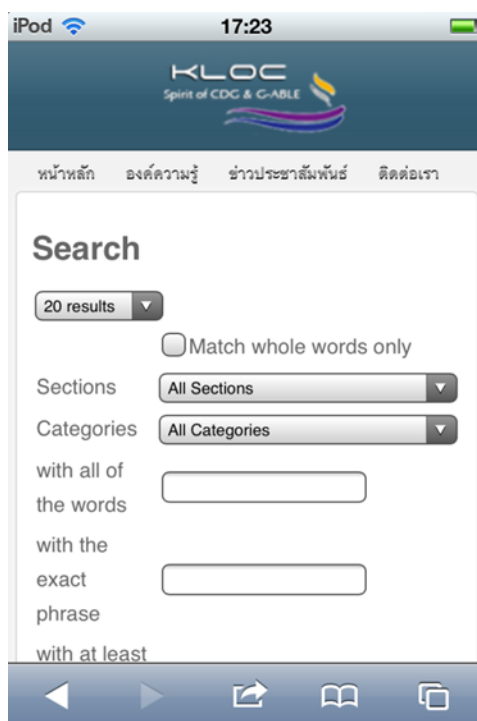 iPod 17:23
KLOC
Spirit of CDG & G-ABLE
หน้าหลัก องค์ความรู้ ข่าวประชาสัมพันธ์ ติดต่อเรา
Search
20 results
Match whole words only
Sections All Sections
Categories All Categories
with all of
the words
with the
exact
phrase
with at least